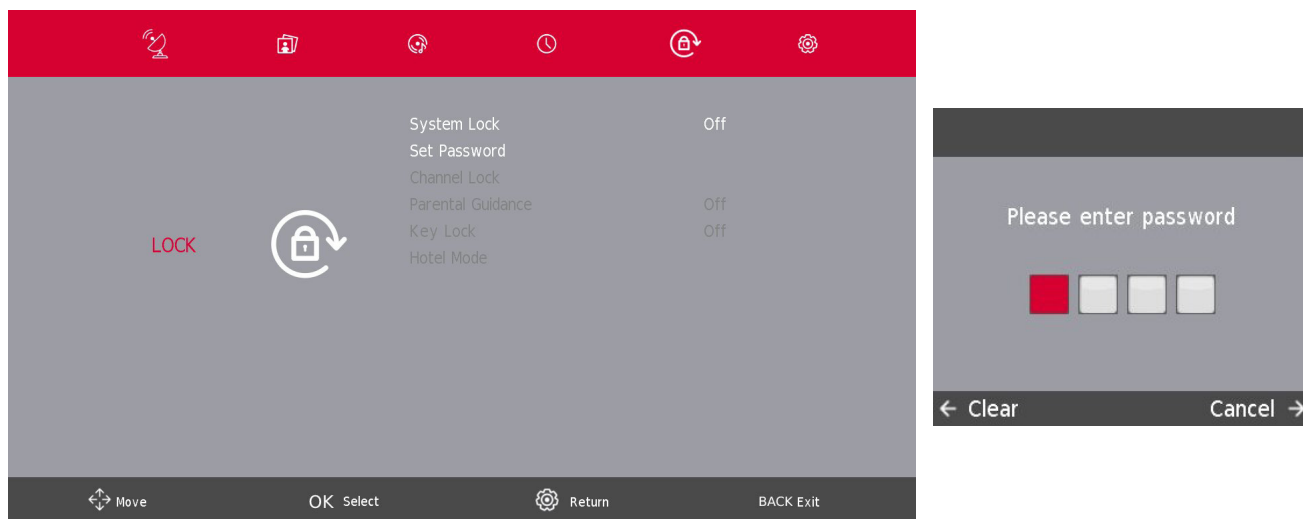 System Lock Off
Set Password
Channel Lock
Parental Guidance Off
Key Lock Off
Hotel Mode
LOCK
Move OK Select Return BACK Exit
Please enter password
← Clear Cancel →